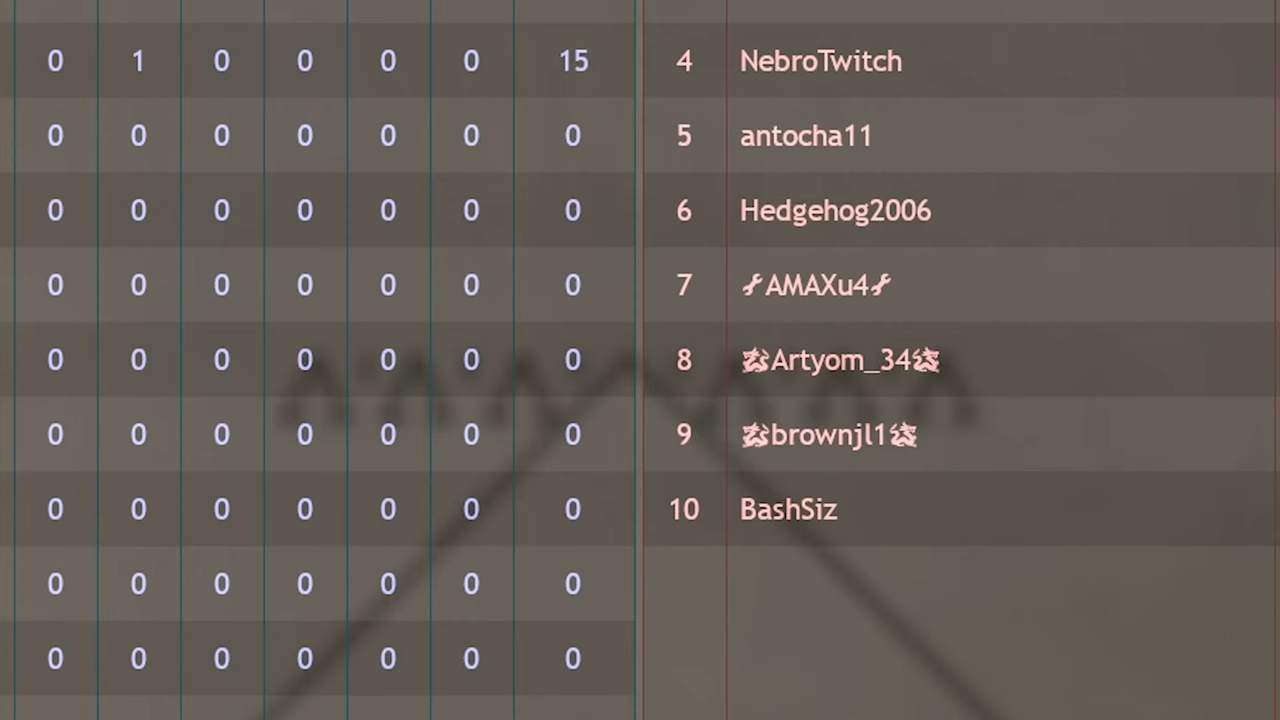 0 1 0 0 0 0 15 4 NebroTwitch
0 0 0 0 0 0 0 5 antocha11
0 0 0 0 0 0 0 6 Hedgehog2006
0 0 0 0 0 0 0 7 AMAXu4
0 0 0 0 0 0 0 8 Artyom_34
0 0 0 0 0 0 0 9 brownjl1
0 0 0 0 0 0 0 10 BashSiz
0 0 0 0 0 0 0
0 0 0 0 0 0 0